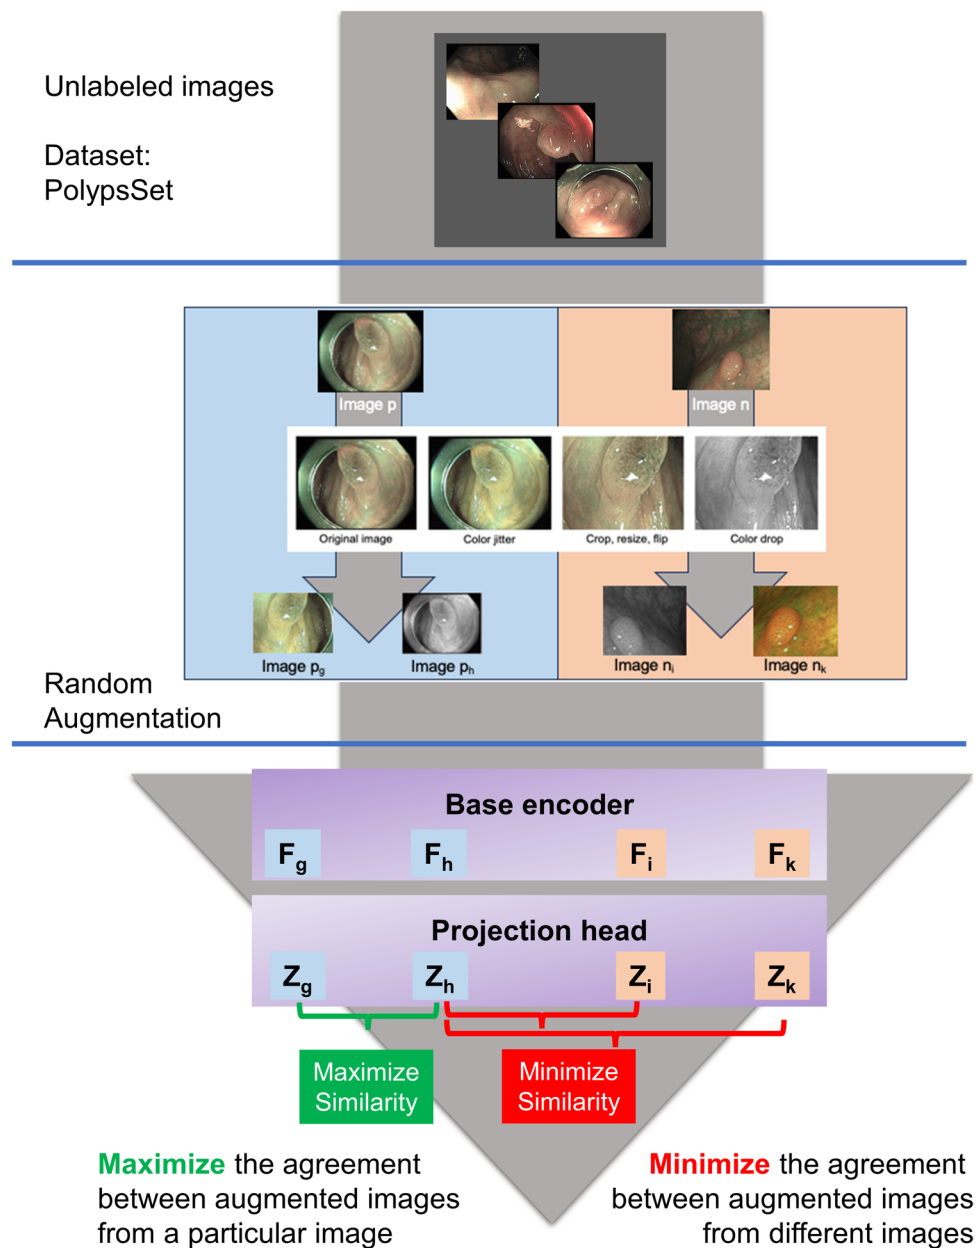 Unlabeled images
Dataset:
PolypsSet
Image p
Image n
Original image
Color jitter
Crop, resize, flip
Color drop
Image pg
Image ph
Image ni
Image nk
Random
Augmentation
Base encoder
Fg
Fh
Fi
Fk
Projection head
Zg
Zh
Zi
Zk
Maximize
Similarity
Minimize
Similarity
Maximize the agreement
between augmented images
from a particular image
Minimize the agreement
between augmented images
from different images